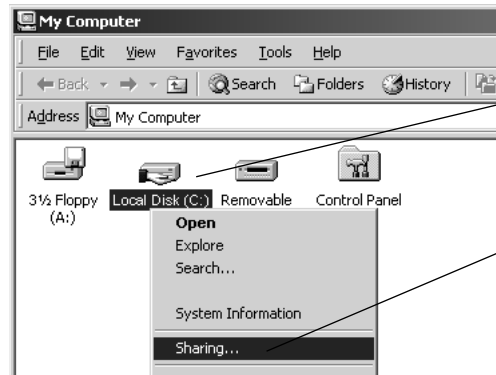 My Computer
File Edit View Favorites Tools Help
Back Search Folders History
Address My Computer
3½ Floppy (A:) Local Disk (C:) Removable Control Panel
Open
Explore
Search...
System Information
Sharing...